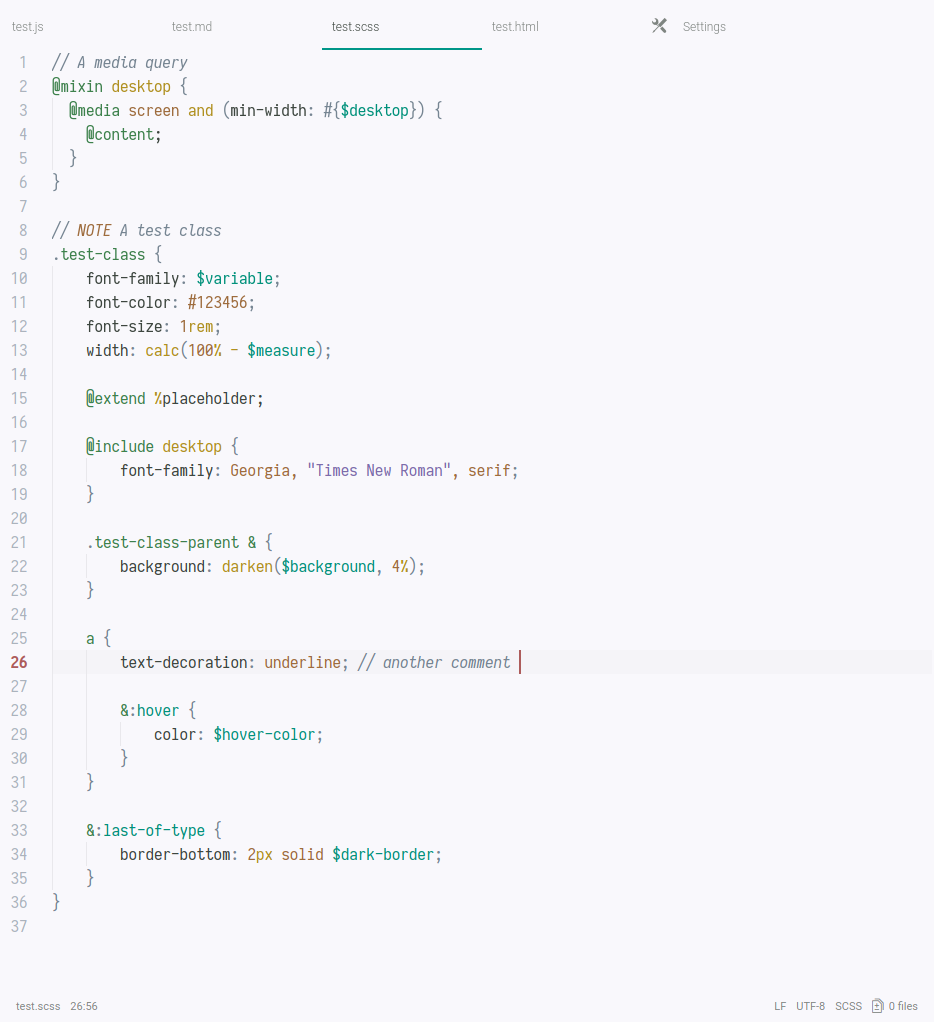 test.js test.md test.scss test.html Settings
1 // A media query
2 @mixin desktop {
3   @media screen and (min-width: #{$desktop}) {
4     @content;
5   }
6 }
7
8 // NOTE A test class
9 .test-class {
10     font-family: $variable;
11     font-color: #123456;
12     font-size: 1rem;
13     width: calc(100% - $measure);
14
15     @extend %placeholder;
16
17     @include desktop {
18         font-family: Georgia, "Times New Roman", serif;
19     }
20
21     .test-class-parent & {
22         background: darken($background, 4%);
23     }
24
25     a {
26         text-decoration: underline; // another comment
27
28         &:hover {
29             color: $hover-color;
30         }
31     }
32
33     &:last-of-type {
34         border-bottom: 2px solid $dark-border;
35     }
36 }
37
test.scss 26:56 LF UTF-8 SCSS 0 files